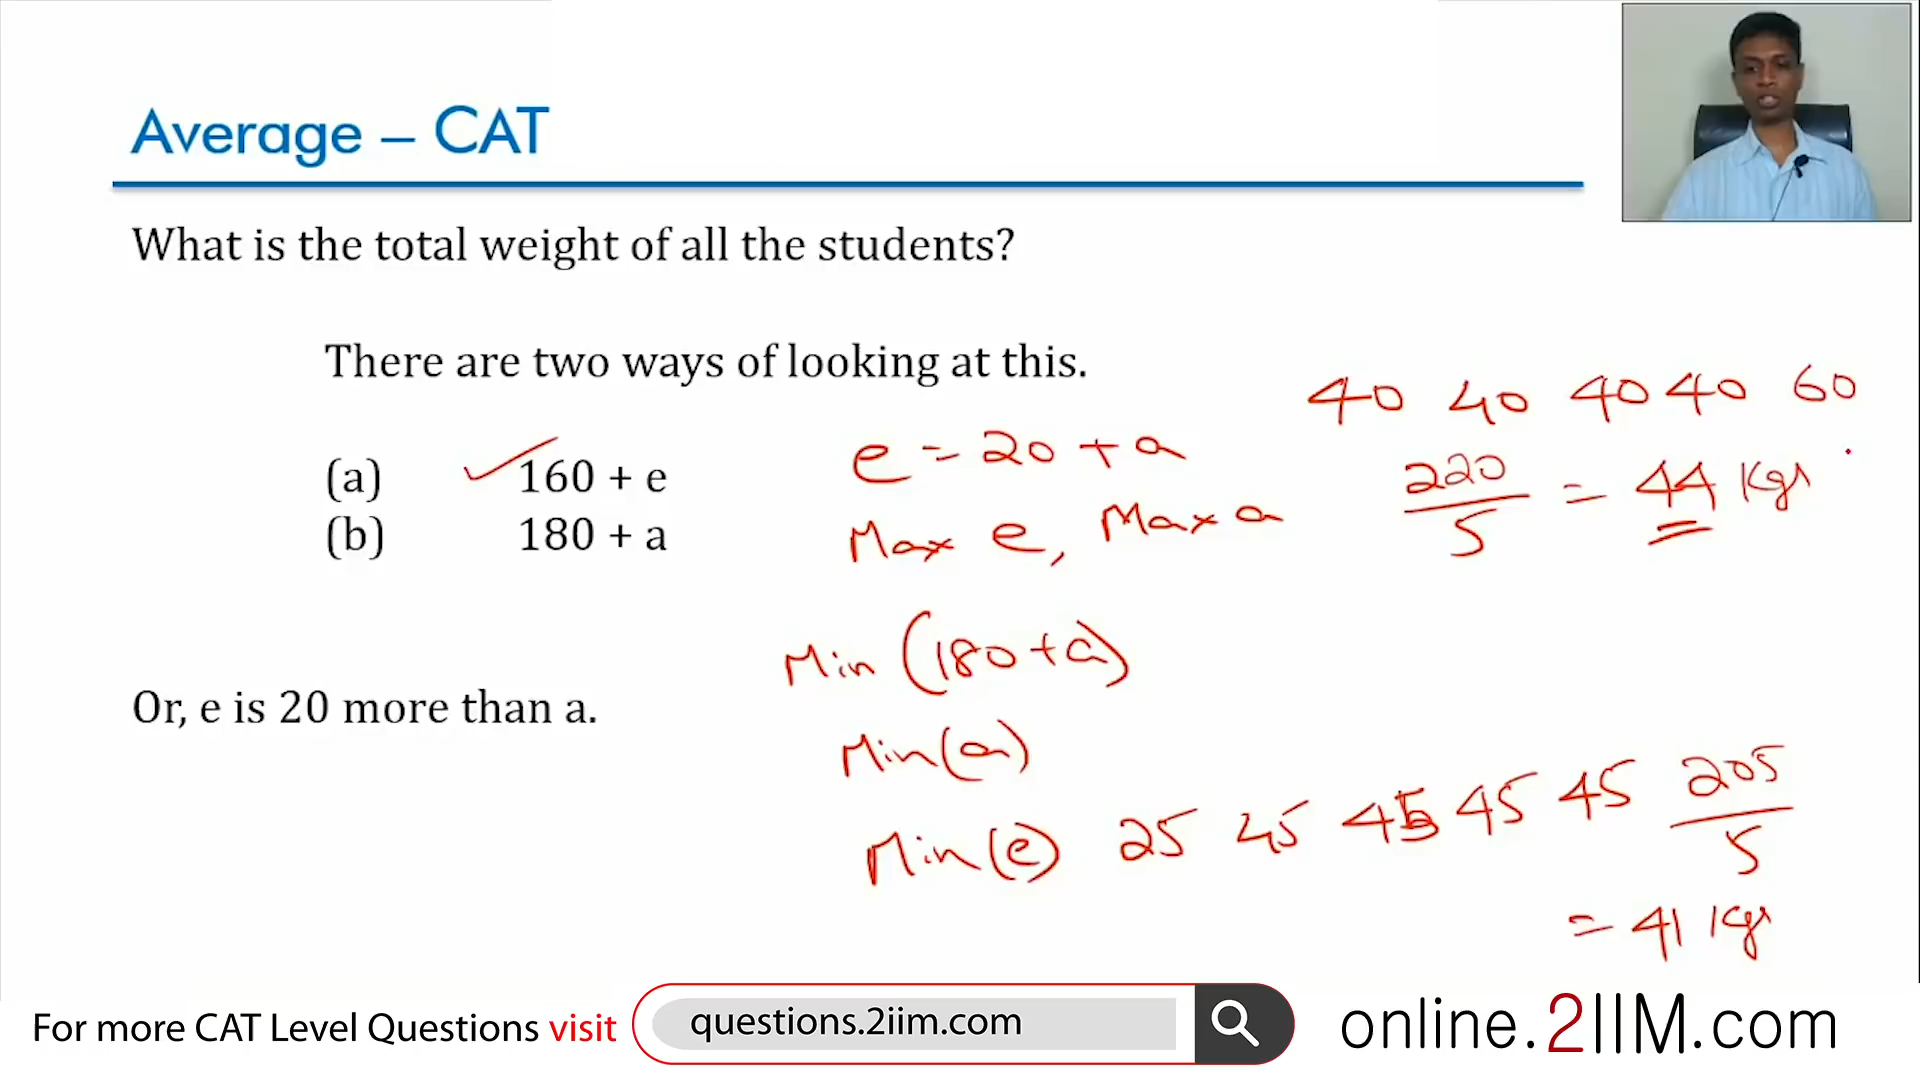 Average – CAT
What is the total weight of all the students?
There are two ways of looking at this.
(a) 160 + e
(b) 180 + a
e = 20 + a
Max e, Max a
40 40 40 40 60
220/5 = 44 Kgs
Min (180 + a)
Or, e is 20 more than a.
Min(a)
Min(e) 25 45 45 45 45 205/5
= 41 Kgs
For more CAT Level Questions visit
questions.2iim.com
online.2IIM.com